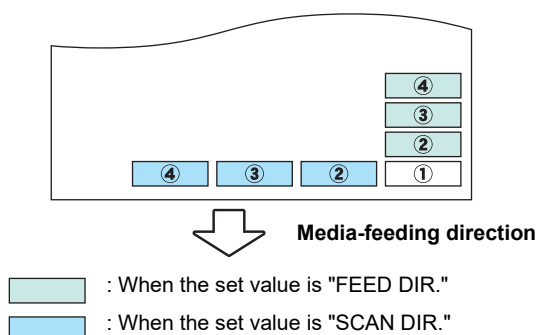 ④
③
②
④ ③ ② ①
Media-feeding direction
: When the set value is "FEED DIR."
: When the set value is "SCAN DIR."